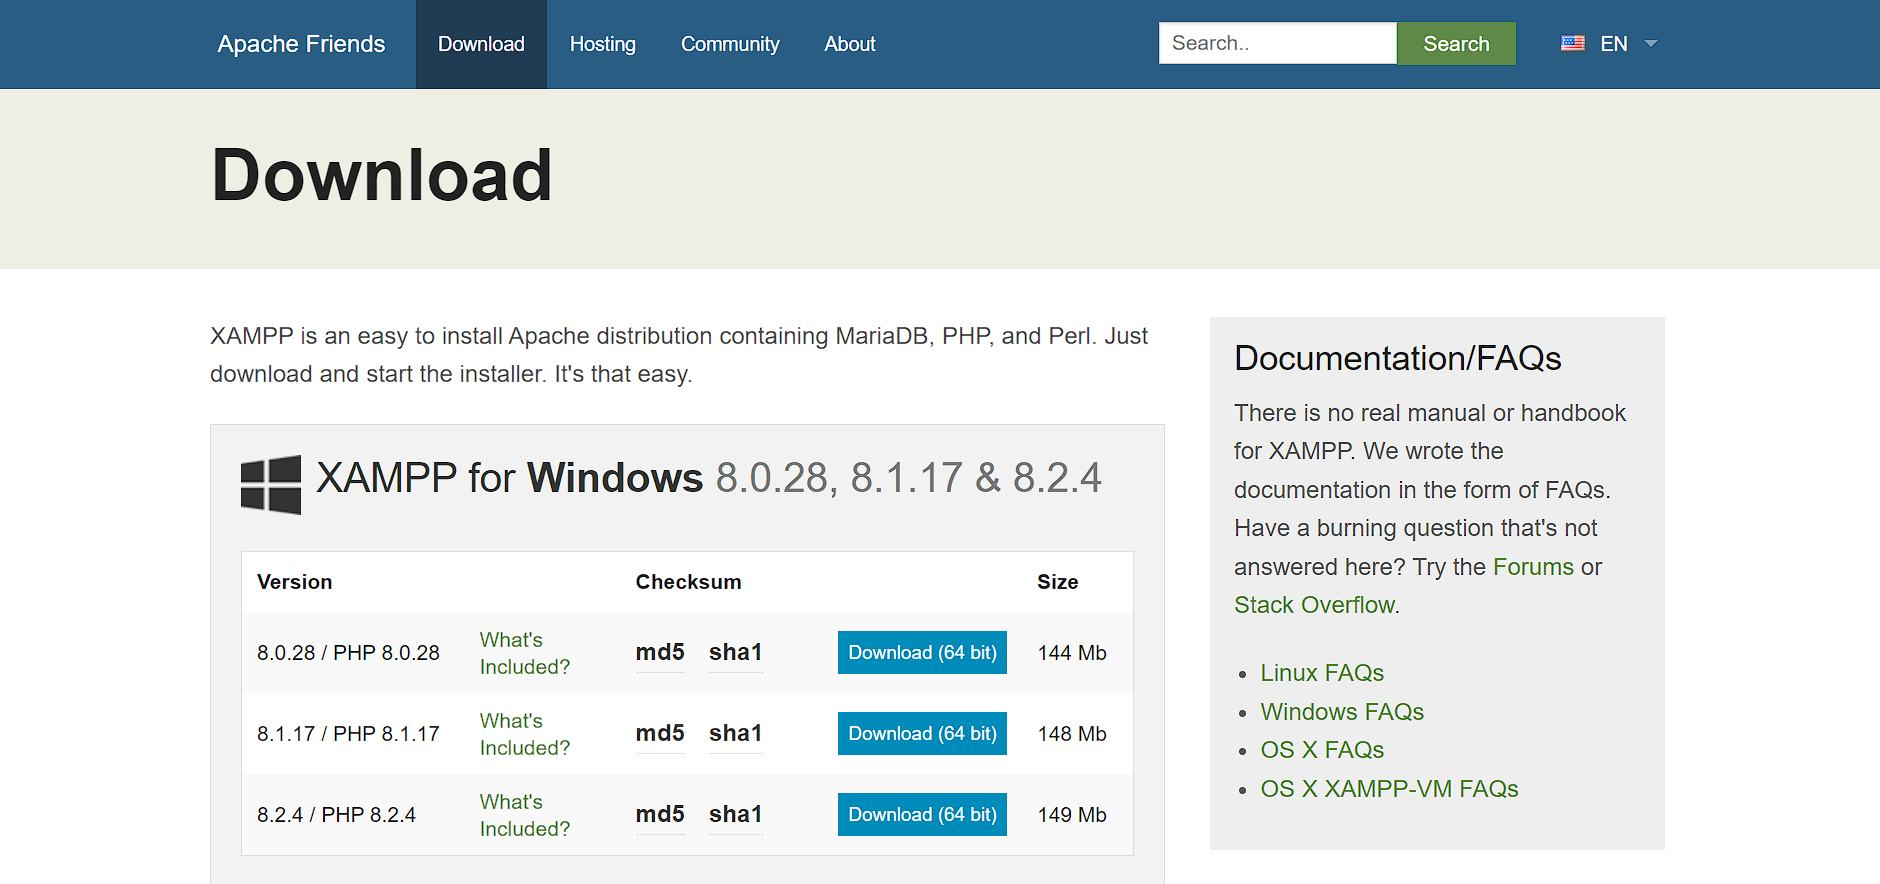 Apache Friends Download Hosting Community About Search.. Search EN
Download
XAMPP is an easy to install Apache distribution containing MariaDB, PHP, and Perl. Just
download and start the installer. It's that easy.
XAMPP for Windows 8.0.28, 8.1.17 & 8.2.4
Version Checksum Size
8.0.28 / PHP 8.0.28 What's
Included? md5 sha1 Download (64 bit) 144 Mb
8.1.17 / PHP 8.1.17 What's
Included? md5 sha1 Download (64 bit) 148 Mb
8.2.4 / PHP 8.2.4 What's
Included? md5 sha1 Download (64 bit) 149 Mb
Documentation/FAQs
There is no real manual or handbook
for XAMPP. We wrote the
documentation in the form of FAQs.
Have a burning question that's not
answered here? Try the Forums or
Stack Overflow.
Linux FAQs
Windows FAQs
OS X FAQs
OS X XAMPP-VM FAQs